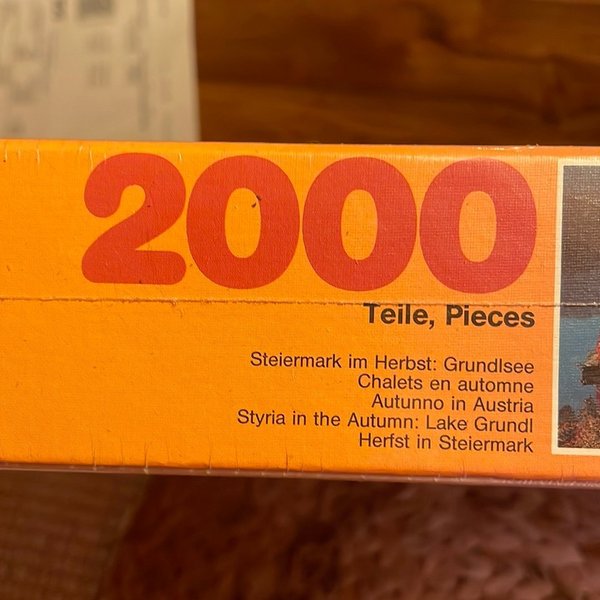 2000
Teile, Pieces
Steiermark im Herbst: Grundlsee
Chalets en automne
Autunno in Austria
Styria in the Autumn: Lake Grundl
Herfst in Steiermark